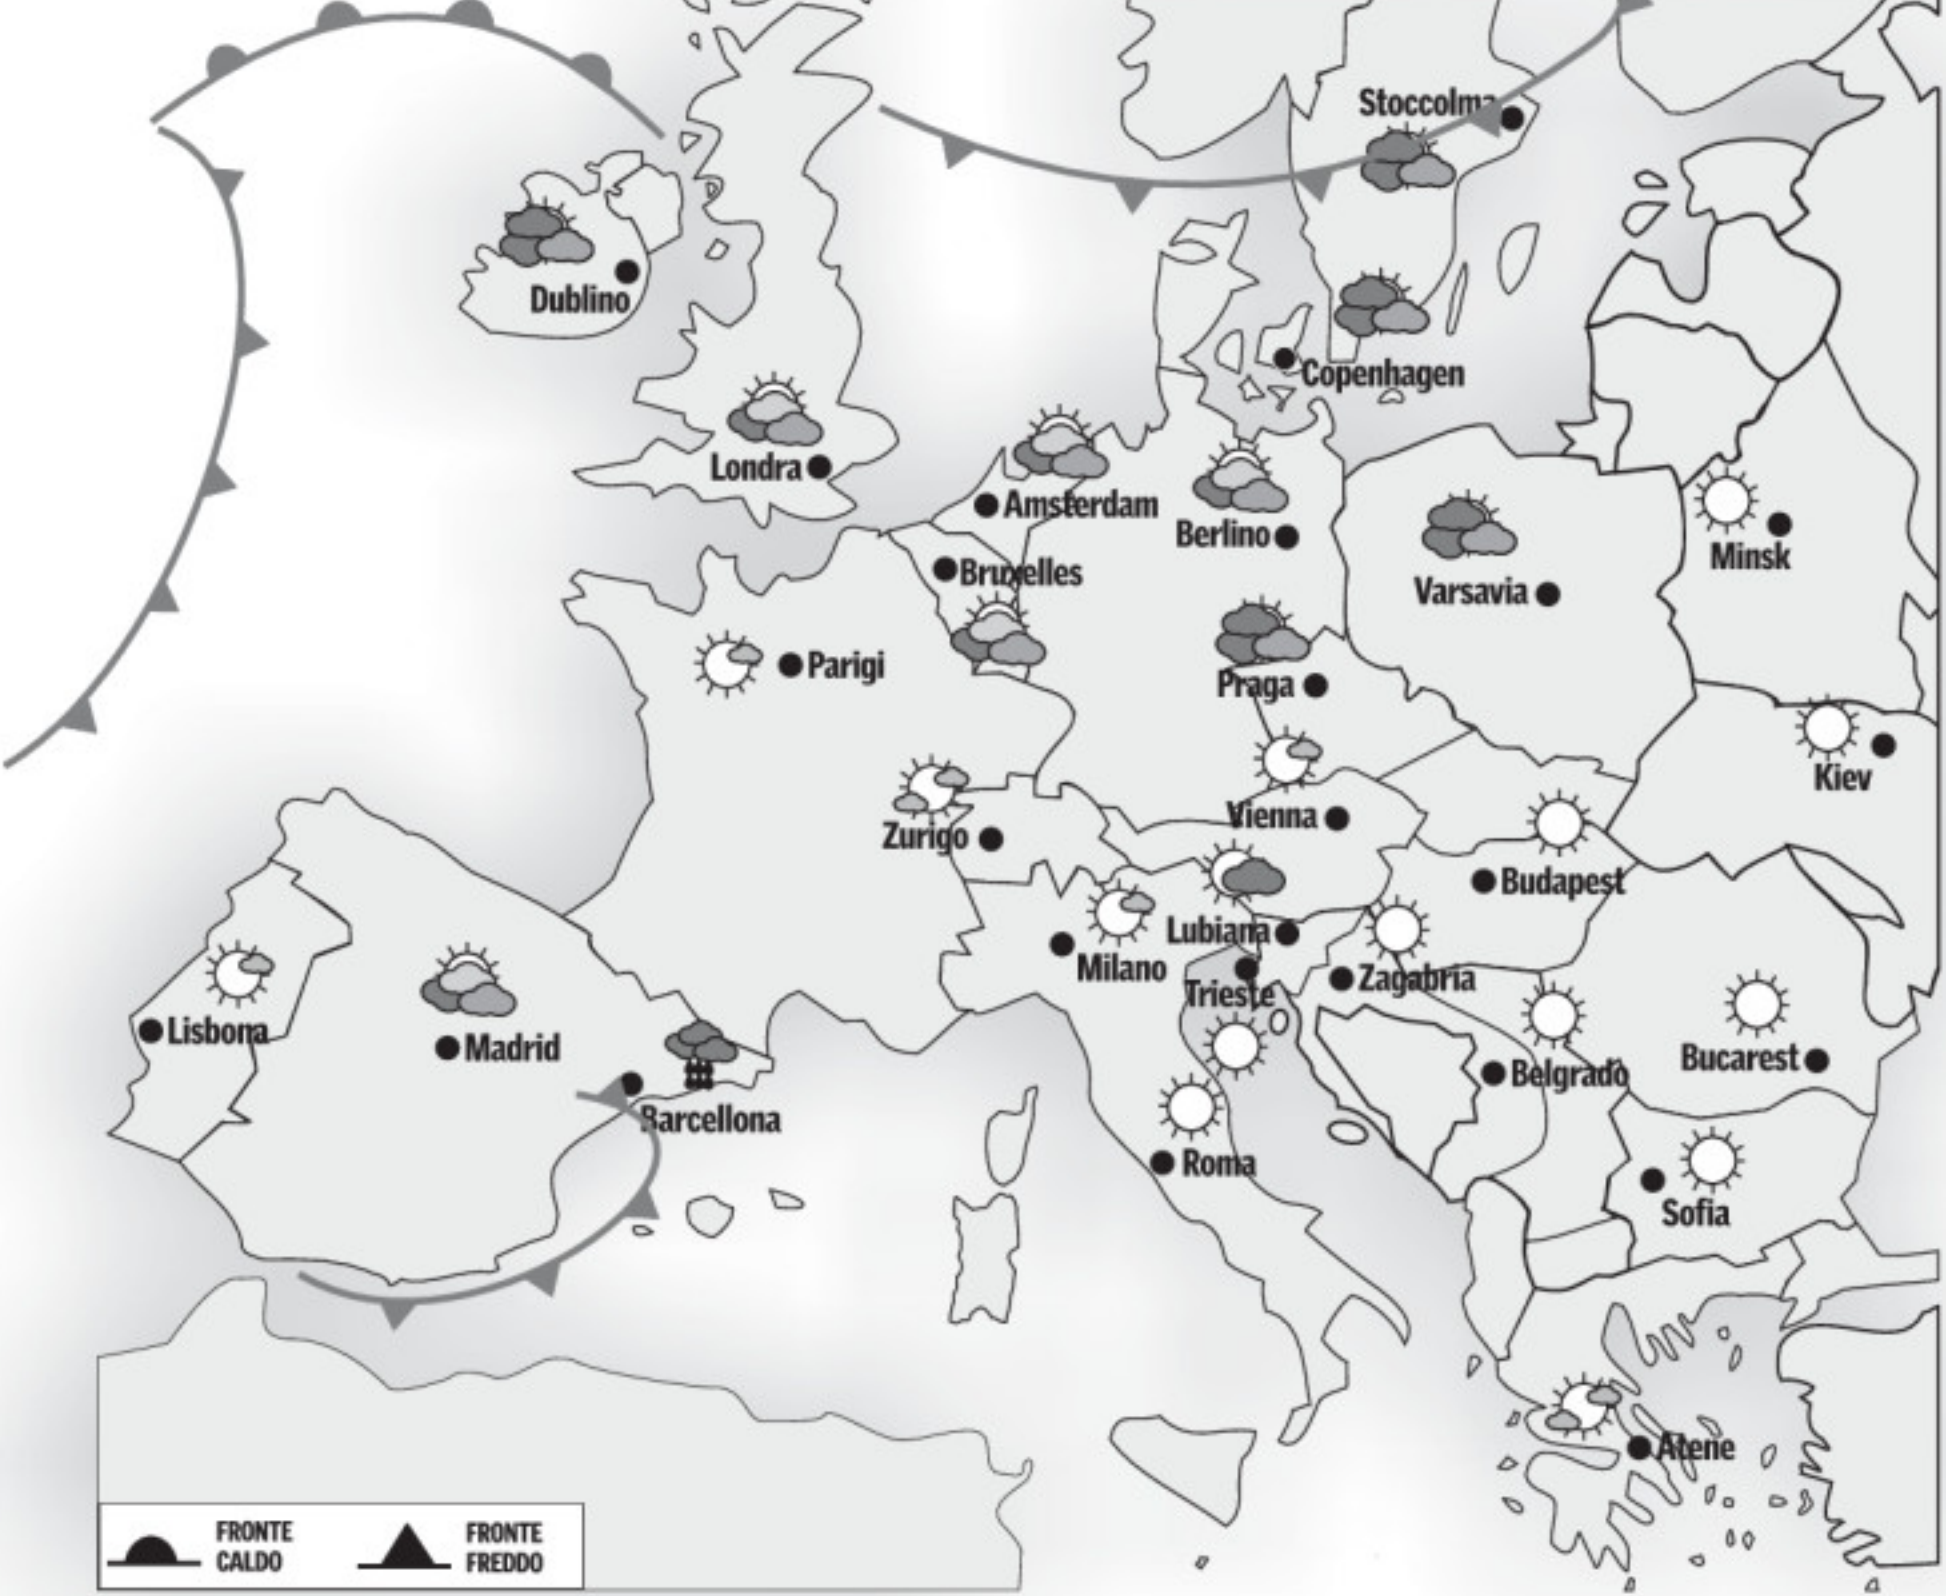 Stoccolma
Dublino
Copenhagen
Londra
Amsterdam
Berlino
Minsk
Bruxelles
Varsavia
Parigi
Praga
Kiev
Vienna
Zurigo
Budapest
Lubiana
Milano
Zagabria
Trieste
Lisbona
Madrid
Belgrado
Bucarest
Barcellona
Roma
Sofia
Atene
FRONTE
CALDO
FRONTE
FREDDO